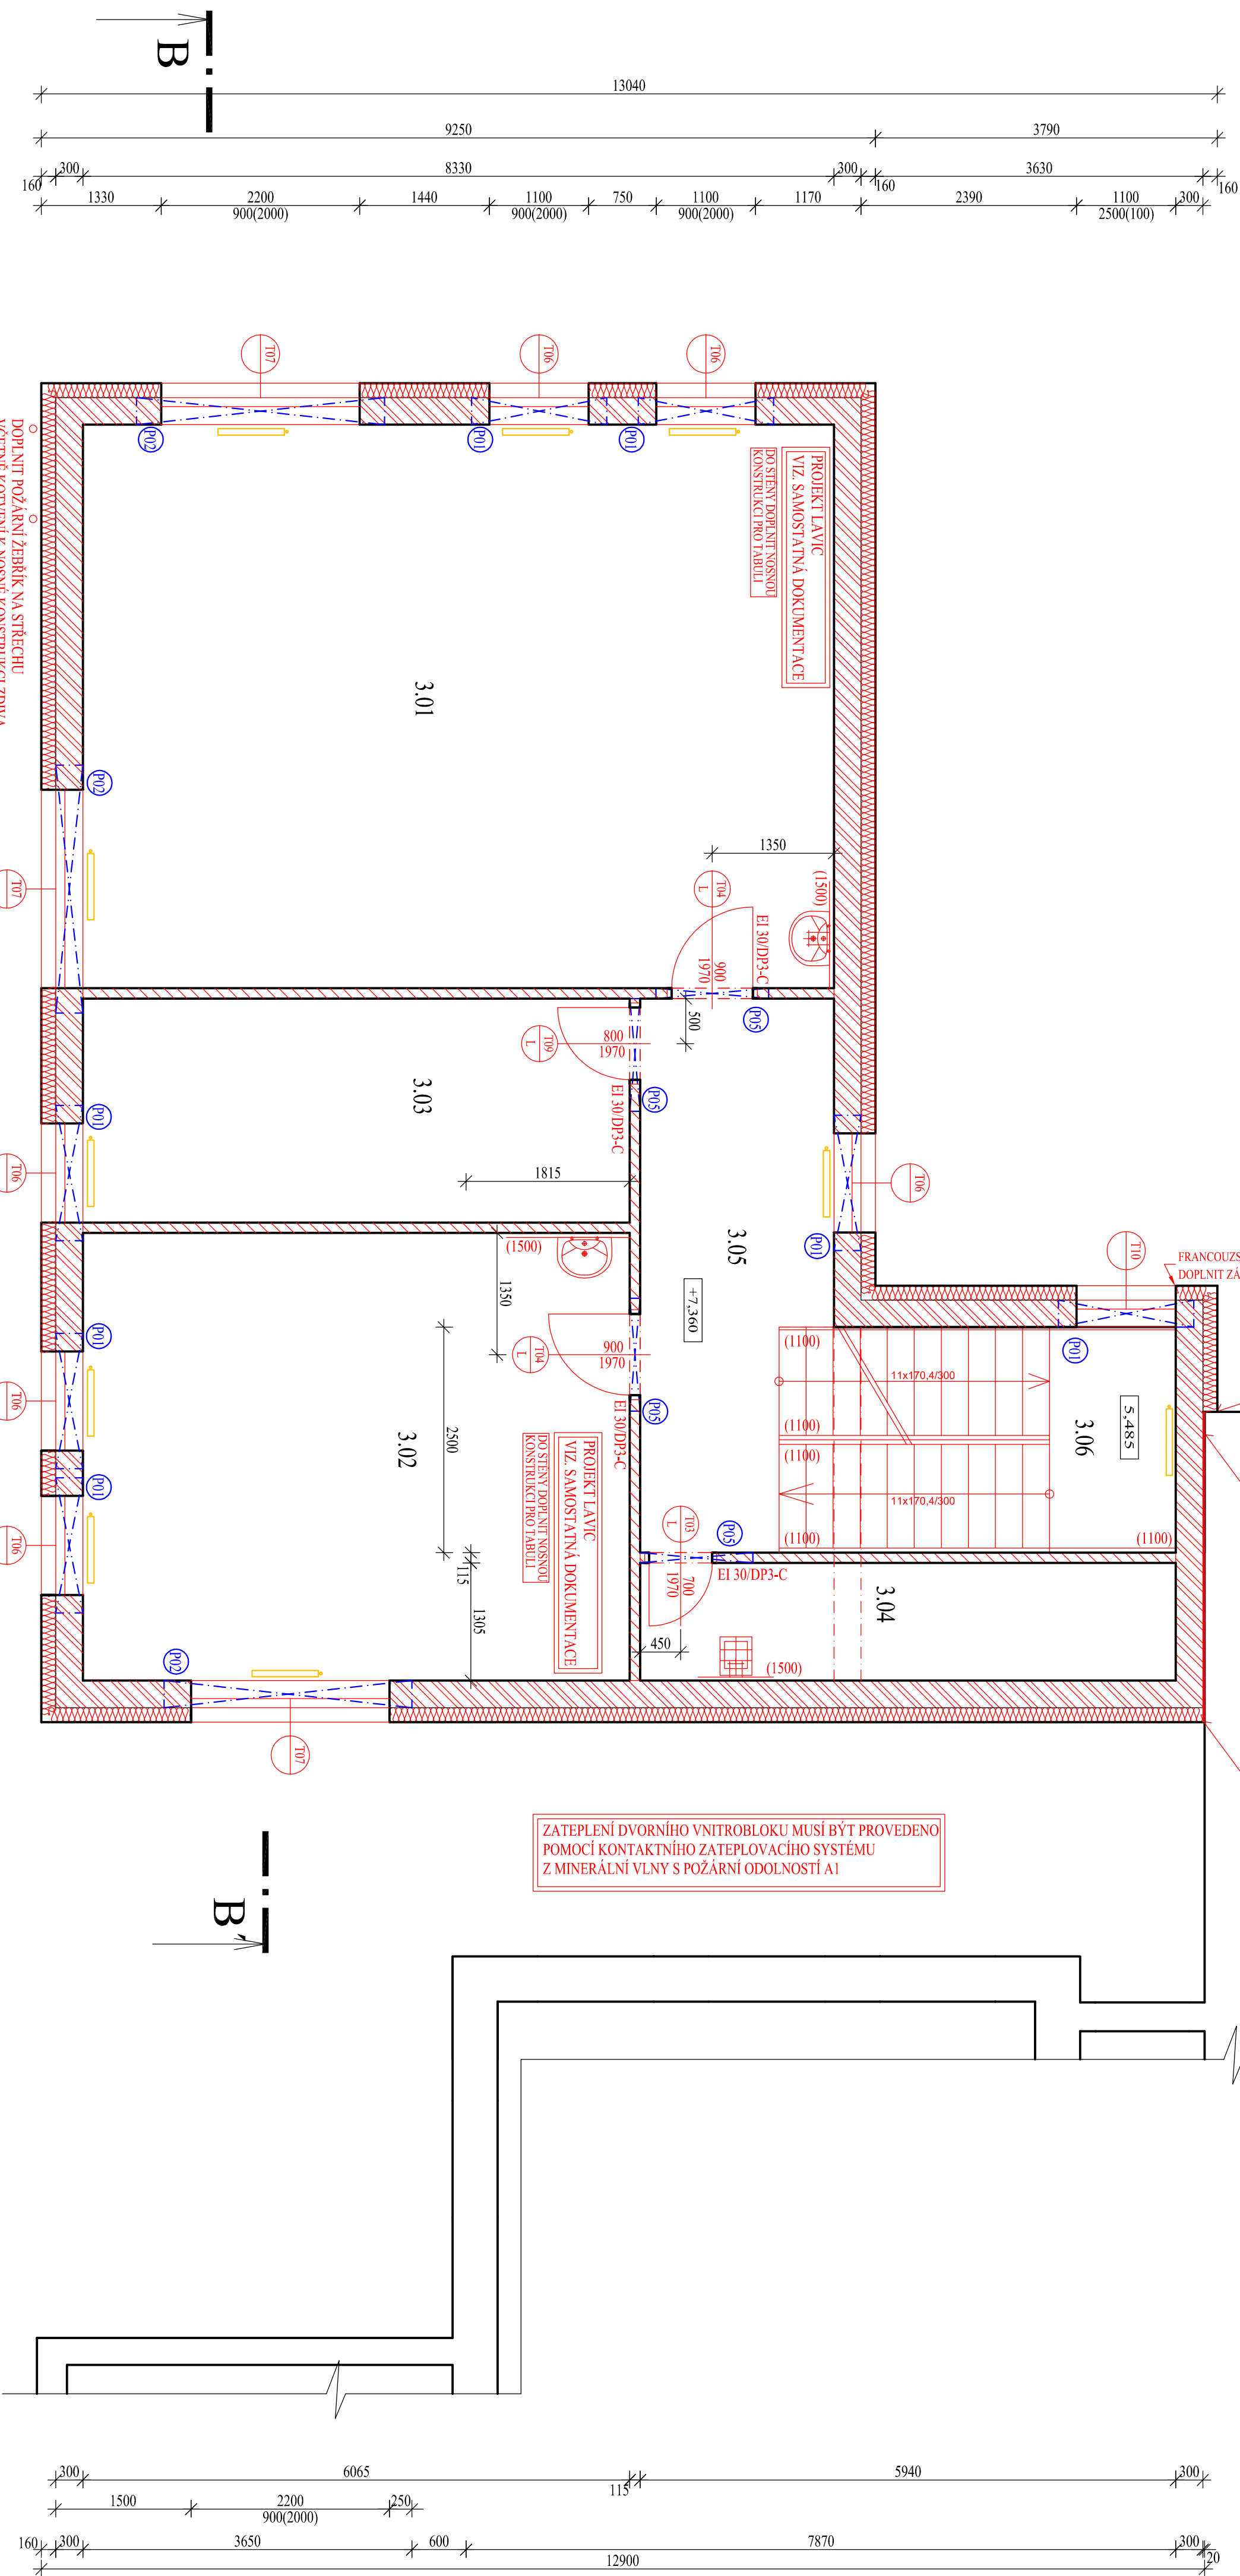 B
13040
9250
3790
300
8330
300
3630
160
160
160
1330
2200
1440
1100
750
1100
1170
2390
1100
300
900(2000)
900(2000)
900(2000)
2500(100)
T07
T06
T06
P02
P01
P01
PROJEKT LAVIC
VIZ. SAMOSTATNÁ DOKUMENTACE
DO STĚNY DOPLNIT NOSNOU
KONSTRUKCI PRO TABULI
DOPLNIT POŽÁRNÍ ŽEBŘÍK NA STŘECHU
VČETNĚ KOTVENÍ K NOSNÉ KONSTRUKCI ZDIVA
3.01
P02
T07
1350
(1500)
T04
L
EI 30/DP3-C
900
1970
P05
500
T09
L
800
1970
P05
EI 30/DP3-C
3.03
P01
T06
1815
T06
P01
3.05
+7,360
T10
FRANCOUZS
DOPLNIT ZÁ
P01
(1500)
1350
T04
L
900
1970
P05
EI 30/DP3-C
(1100)
11x170,4/300
(1100)
(1100)
11x170,4/300
(1100)
(1100)
3.06
5,485
P01
T06
2500
3.02
P01
T06
PROJEKT LAVIC
VIZ. SAMOSTATNÁ DOKUMENTACE
DO STĚNY DOPLNIT NOSNOU
KONSTRUKCI PRO TABULI
T03
L
P05
EI 30/DP3-C
700
1970
3.04
115
1305
450
(1500)
P02
T07
ZATEPLENÍ DVORNÍHO VNITROBLOKU MUSÍ BÝT PROVEDENO
POMOCÍ KONTAKTNÍHO ZATEPLOVACÍHO SYSTÉMU
Z MINERÁLNÍ VLNY S POŽÁRNÍ ODOLNOSTÍ A1
B´
300
6065
115
5940
300
1500
2200
250
900(2000)
160
300
3650
600
7870
300
20
12900